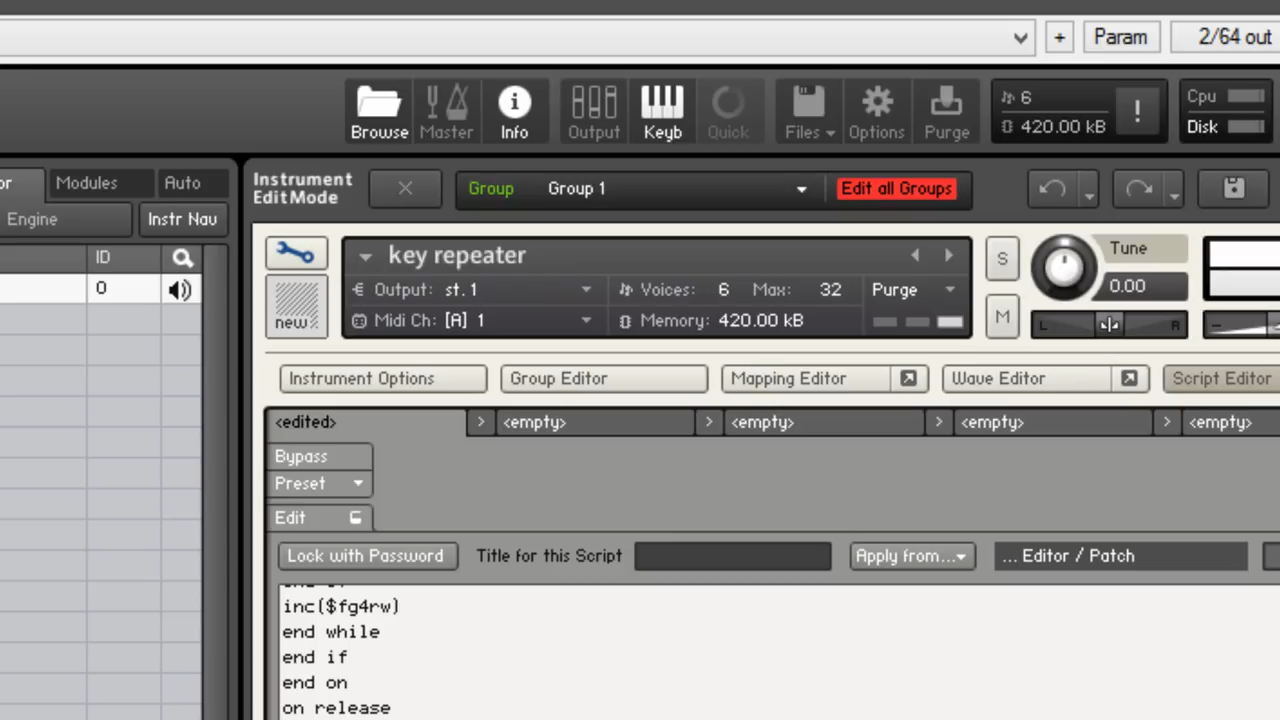 + Param 2/64 out
Browse Master Info Output Keyb Quick Files Options Purge
6
420.00 kB
!
Cpu
Disk
or Modules Auto
Engine Instr Nau
ID
0
Instrument
Edit Mode
Group Group 1 Edit all Groups
key repeater
Output: st.1 Voices: 6 Max: 32 Purge
Midi Ch: [A] 1 Memory: 420.00 kB
new
S
M
Tune
0.00
L R
Instrument Options Group Editor Mapping Editor Wave Editor Script Editor
<edited> > <empty> > <empty> > <empty> > <empty>
Bypass
Preset
Edit
Lock with Password Title for this Script Apply from... ... Editor / Patch
inc($fg4rw)
end while
end if
end on
on release